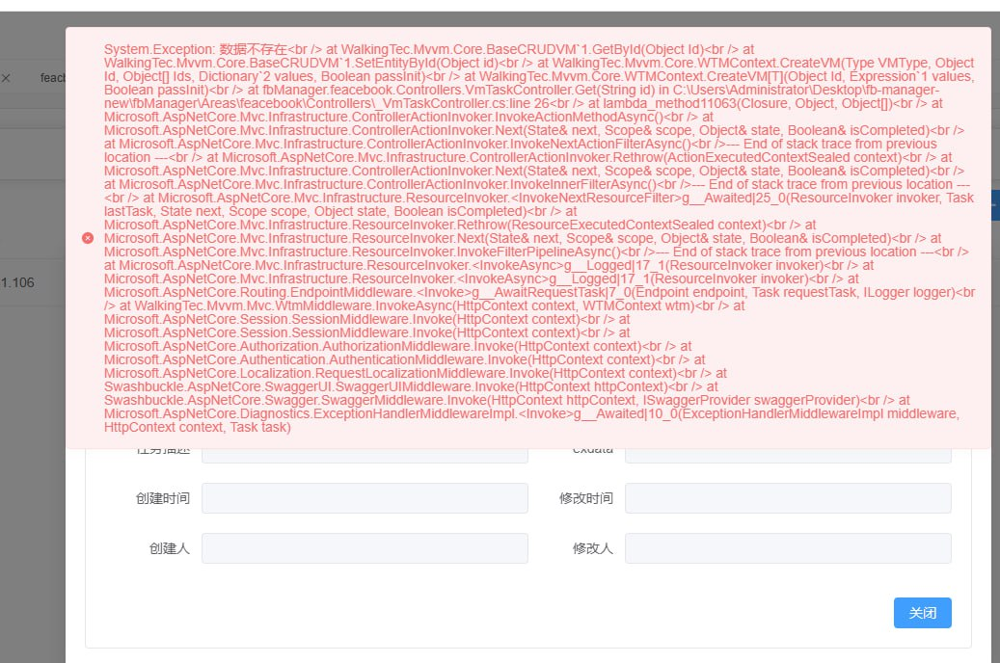 System.Exception: 数据不存在<br /> at WalkingTec.Mvvm.Core.BaseCRUDVM`1.GetById(Object Id)<br /> at
WalkingTec.Mvvm.Core.BaseCRUDVM`1.SetEntityById(Object id)<br /> at WalkingTec.Mvvm.Core.WTMContext.CreateVM(Type VMType, Object
Id, Object[] Ids, Dictionary`2 values, Boolean passInit)<br /> at WalkingTec.Mvvm.Core.WTMContext.CreateVM[T](Object Id, Expression`1 values,
Boolean passInit)<br /> at fbManager.feacebook.Controllers.VmTaskController.Get(String id) in C:\Users\Administrator\Desktop\fb-manager-
new\fbManager\Areas\feacebook\Controllers\_VmTaskController.cs:line 26<br /> at lambda_method11063(Closure, Object, Object[])<br /> at
Microsoft.AspNetCore.Mvc.Infrastructure.ControllerActionInvoker.InvokeActionMethodAsync()<br /> at
Microsoft.AspNetCore.Mvc.Infrastructure.ControllerActionInvoker.Next(State& next, Scope& scope, Object& state, Boolean& isCompleted)<br />
at Microsoft.AspNetCore.Mvc.Infrastructure.ControllerActionInvoker.InvokeNextActionFilterAsync()<br />--- End of stack trace from previous
location ---<br /> at Microsoft.AspNetCore.Mvc.Infrastructure.ControllerActionInvoker.Rethrow(ActionExecutedContextSealed context)<br /> at
Microsoft.AspNetCore.Mvc.Infrastructure.ControllerActionInvoker.Next(State& next, Scope& scope, Object& state, Boolean& isCompleted)<br />
at Microsoft.AspNetCore.Mvc.Infrastructure.ControllerActionInvoker.InvokeInnerFilterAsync()<br />--- End of stack trace from previous location ---
<br /> at Microsoft.AspNetCore.Mvc.Infrastructure.ResourceInvoker.<InvokeNextResourceFilter>g__Awaited|25_0(ResourceInvoker invoker, Task
lastTask, State next, Scope scope, Object state, Boolean isCompleted)<br /> at
Microsoft.AspNetCore.Mvc.Infrastructure.ResourceInvoker.Rethrow(ResourceExecutedContextSealed context)<br /> at
Microsoft.AspNetCore.Mvc.Infrastructure.ResourceInvoker.Next(State& next, Scope& scope, Object& state, Boolean& isCompleted)<br /> at
Microsoft.AspNetCore.Mvc.Infrastructure.ResourceInvoker.InvokeFilterPipelineAsync()<br />--- End of stack trace from previous location ---<br />
at Microsoft.AspNetCore.Mvc.Infrastructure.ResourceInvoker.<InvokeAsync>g__Logged|17_1(ResourceInvoker invoker)<br /> at
Microsoft.AspNetCore.Mvc.Infrastructure.ResourceInvoker.<InvokeAsync>g__Logged|17_1(ResourceInvoker invoker)<br /> at
Microsoft.AspNetCore.Routing.EndpointMiddleware.<Invoke>g__AwaitRequestTask|7_0(Endpoint endpoint, Task requestTask, ILogger logger)<br
/> at WalkingTec.Mvvm.Mvc.WtmMiddleware.InvokeAsync(HttpContext context, WTMContext wtm)<br /> at
Microsoft.AspNetCore.Session.SessionMiddleware.Invoke(HttpContext context)<br /> at
Microsoft.AspNetCore.Session.SessionMiddleware.Invoke(HttpContext context)<br /> at
Microsoft.AspNetCore.Authorization.AuthorizationMiddleware.Invoke(HttpContext context)<br /> at
Microsoft.AspNetCore.Authentication.AuthenticationMiddleware.Invoke(HttpContext context)<br /> at
Microsoft.AspNetCore.Localization.RequestLocalizationMiddleware.Invoke(HttpContext context)<br /> at
Swashbuckle.AspNetCore.SwaggerUI.SwaggerUIMiddleware.Invoke(HttpContext httpContext)<br /> at
Swashbuckle.AspNetCore.Swagger.SwaggerMiddleware.Invoke(HttpContext httpContext, ISwaggerProvider swaggerProvider)<br /> at
Microsoft.AspNetCore.Diagnostics.ExceptionHandlerMiddlewareImpl.<Invoke>g__Awaited|10_0(ExceptionHandlerMiddlewareImpl middleware,
HttpContext context, Task task)
feacb
1.106
任务描述 exdata
创建时间 修改时间
创建人 修改人
关闭